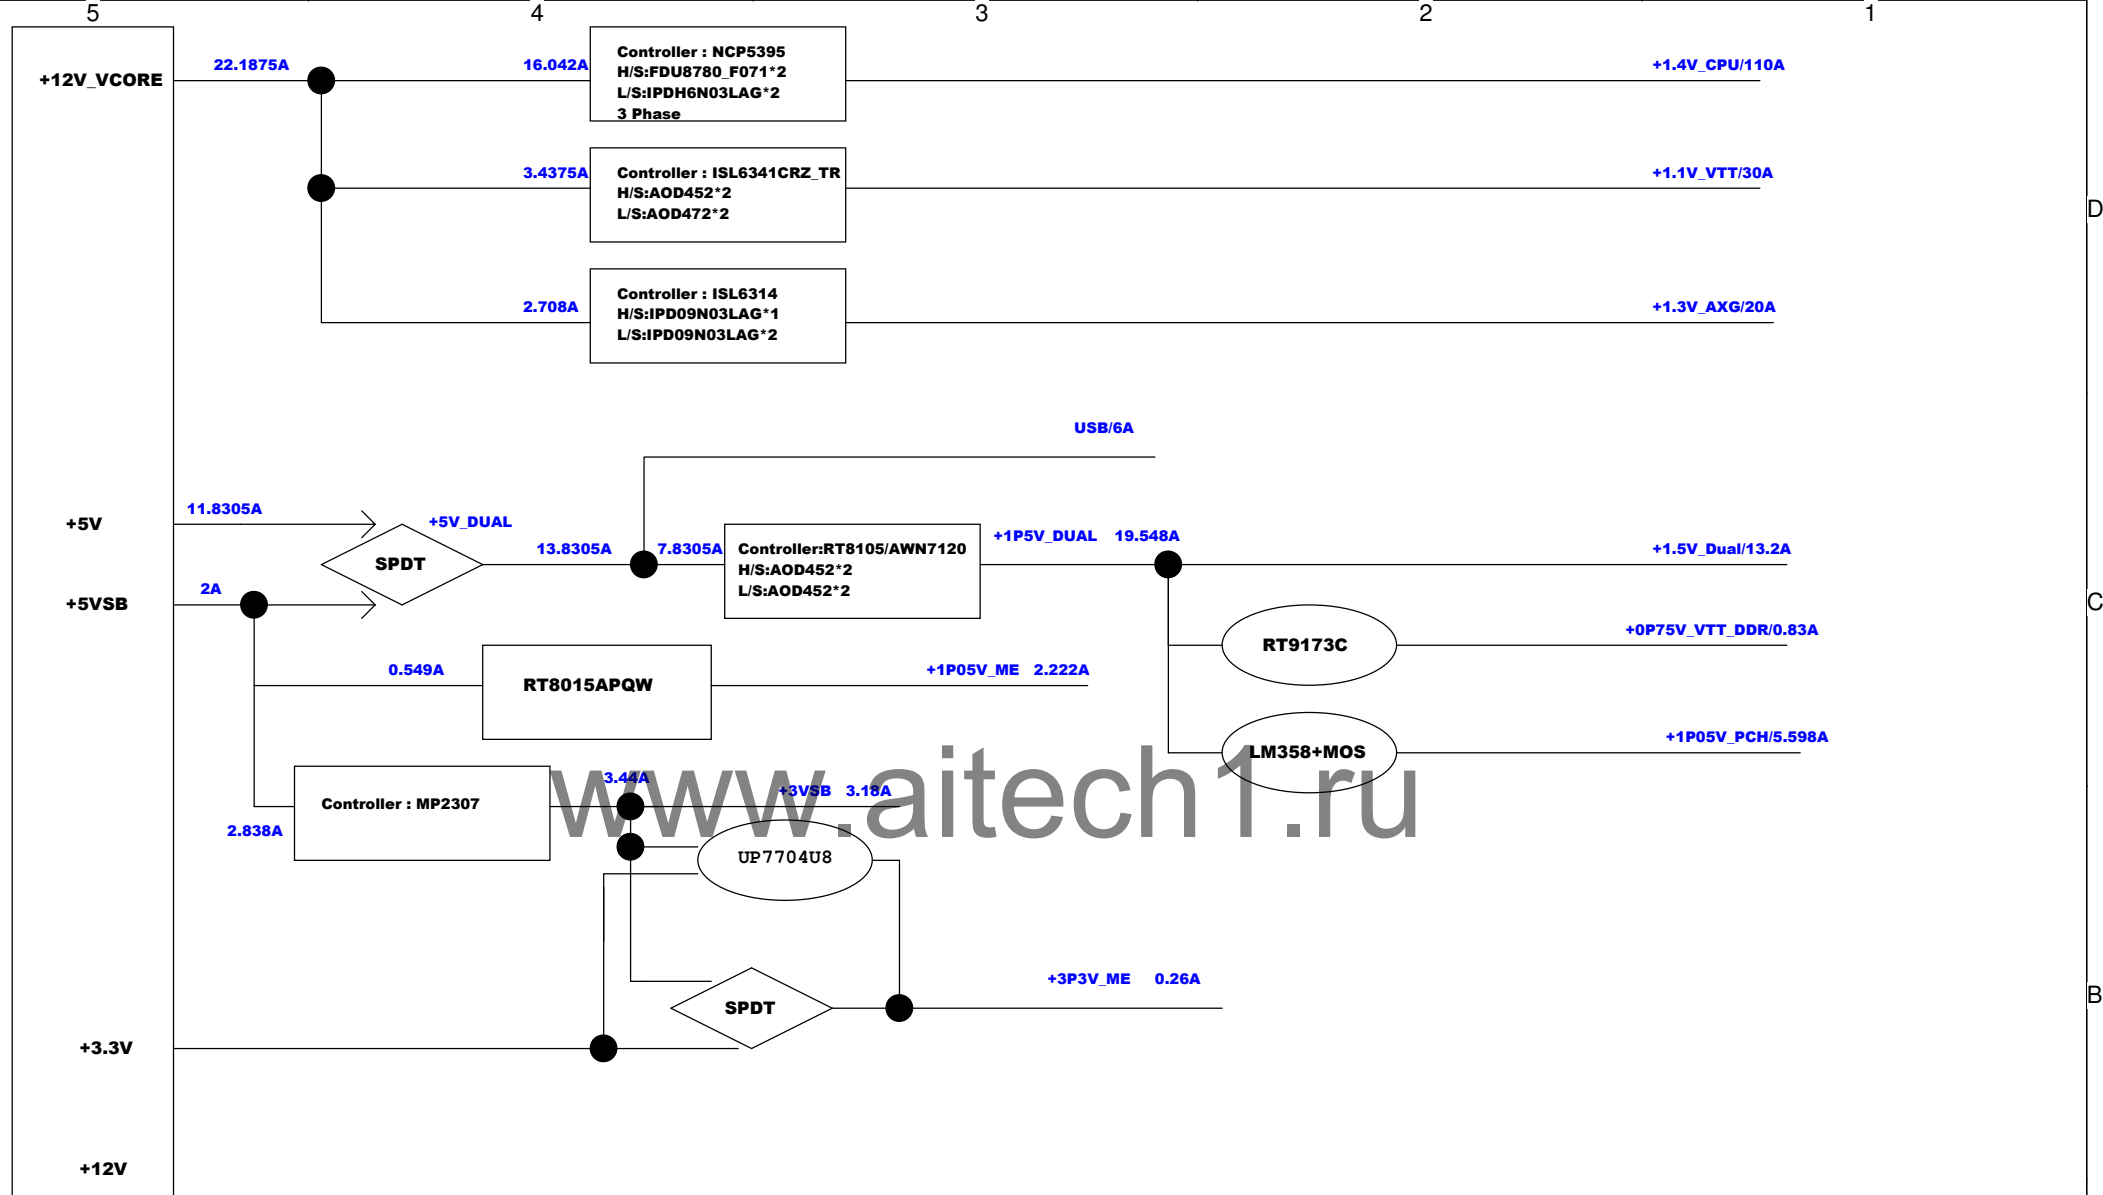 5 4 3 2 1
+12V_VCORE
22.1875A
16.042A
Controller : NCP5395
H/S:FDU8780_F071*2
L/S:IPDH6N03LAG*2
3 Phase
+1.4V_CPU/110A
3.4375A
Controller : ISL6341CRZ_TR
H/S:AOD452*2
L/S:AOD472*2
+1.1V_VTT/30A
D
2.708A
Controller : ISL6314
H/S:IPD09N03LAG*1
L/S:IPD09N03LAG*2
+1.3V_AXG/20A
USB/6A
+5V
11.8305A
+5V_DUAL
SPDT
13.8305A
7.8305A
Controller:RT8105/AWN7120
H/S:AOD452*2
L/S:AOD452*2
+1P5V_DUAL 19.548A
+1.5V_Dual/13.2A
+5VSB
2A
C
RT9173C
+0P75V_VTT_DDR/0.83A
0.549A
RT8015APQW
+1P05V_ME 2.222A
LM358+MOS
+1P05V_PCH/5.598A
www.aitech1.ru
3.44A
+3VSB 3.18A
Controller : MP2307
2.838A
UP7704U8
SPDT
+3P3V_ME 0.26A
B
+3.3V
+12V